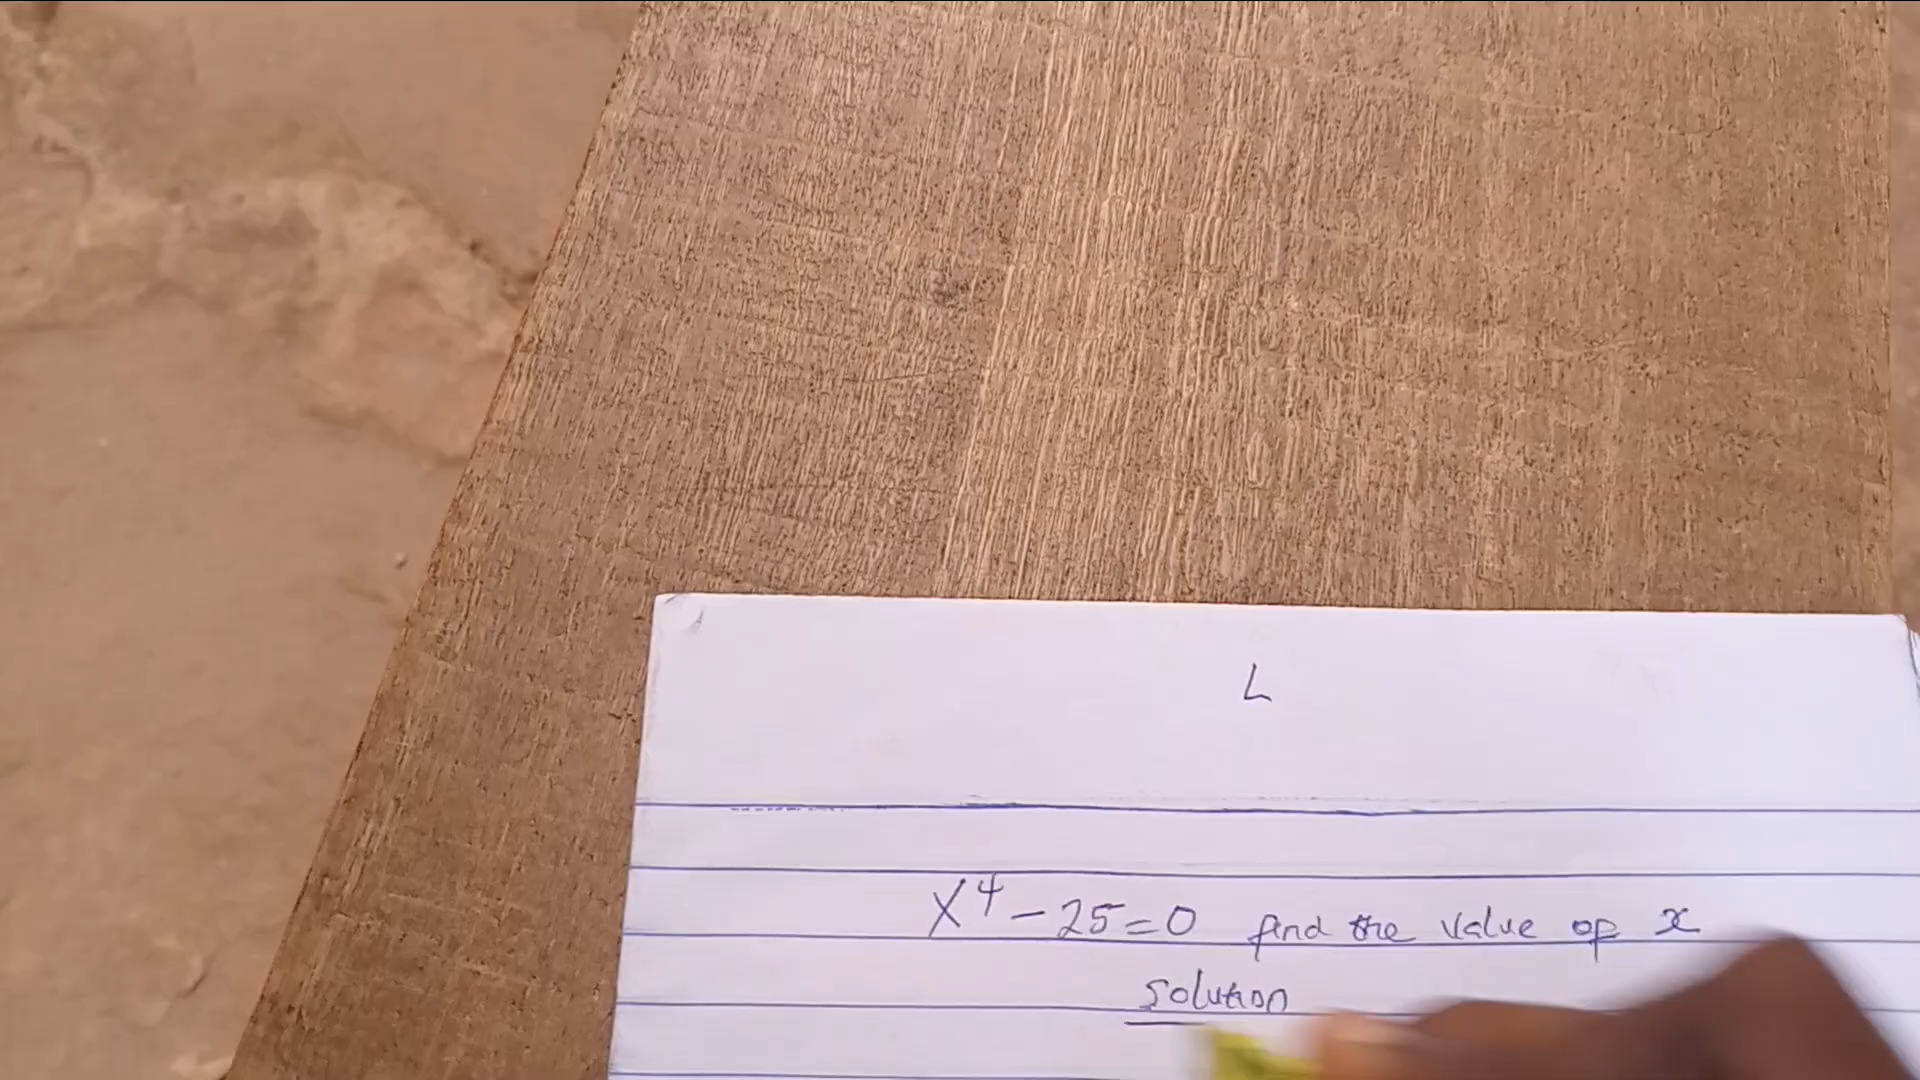 L
X⁴ - 25 = 0 find the value of x
Solution